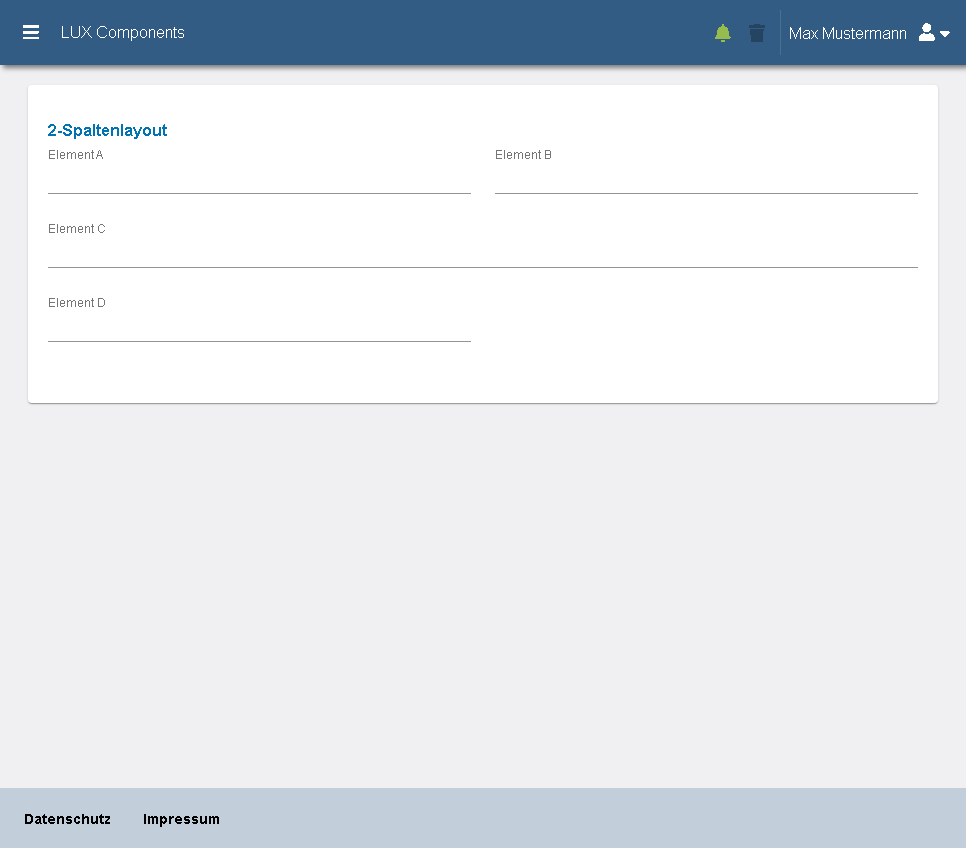 LUX Components
Max Mustermann
2-Spaltenlayout
Element A
Element B
Element C
Element D
Datenschutz
Impressum